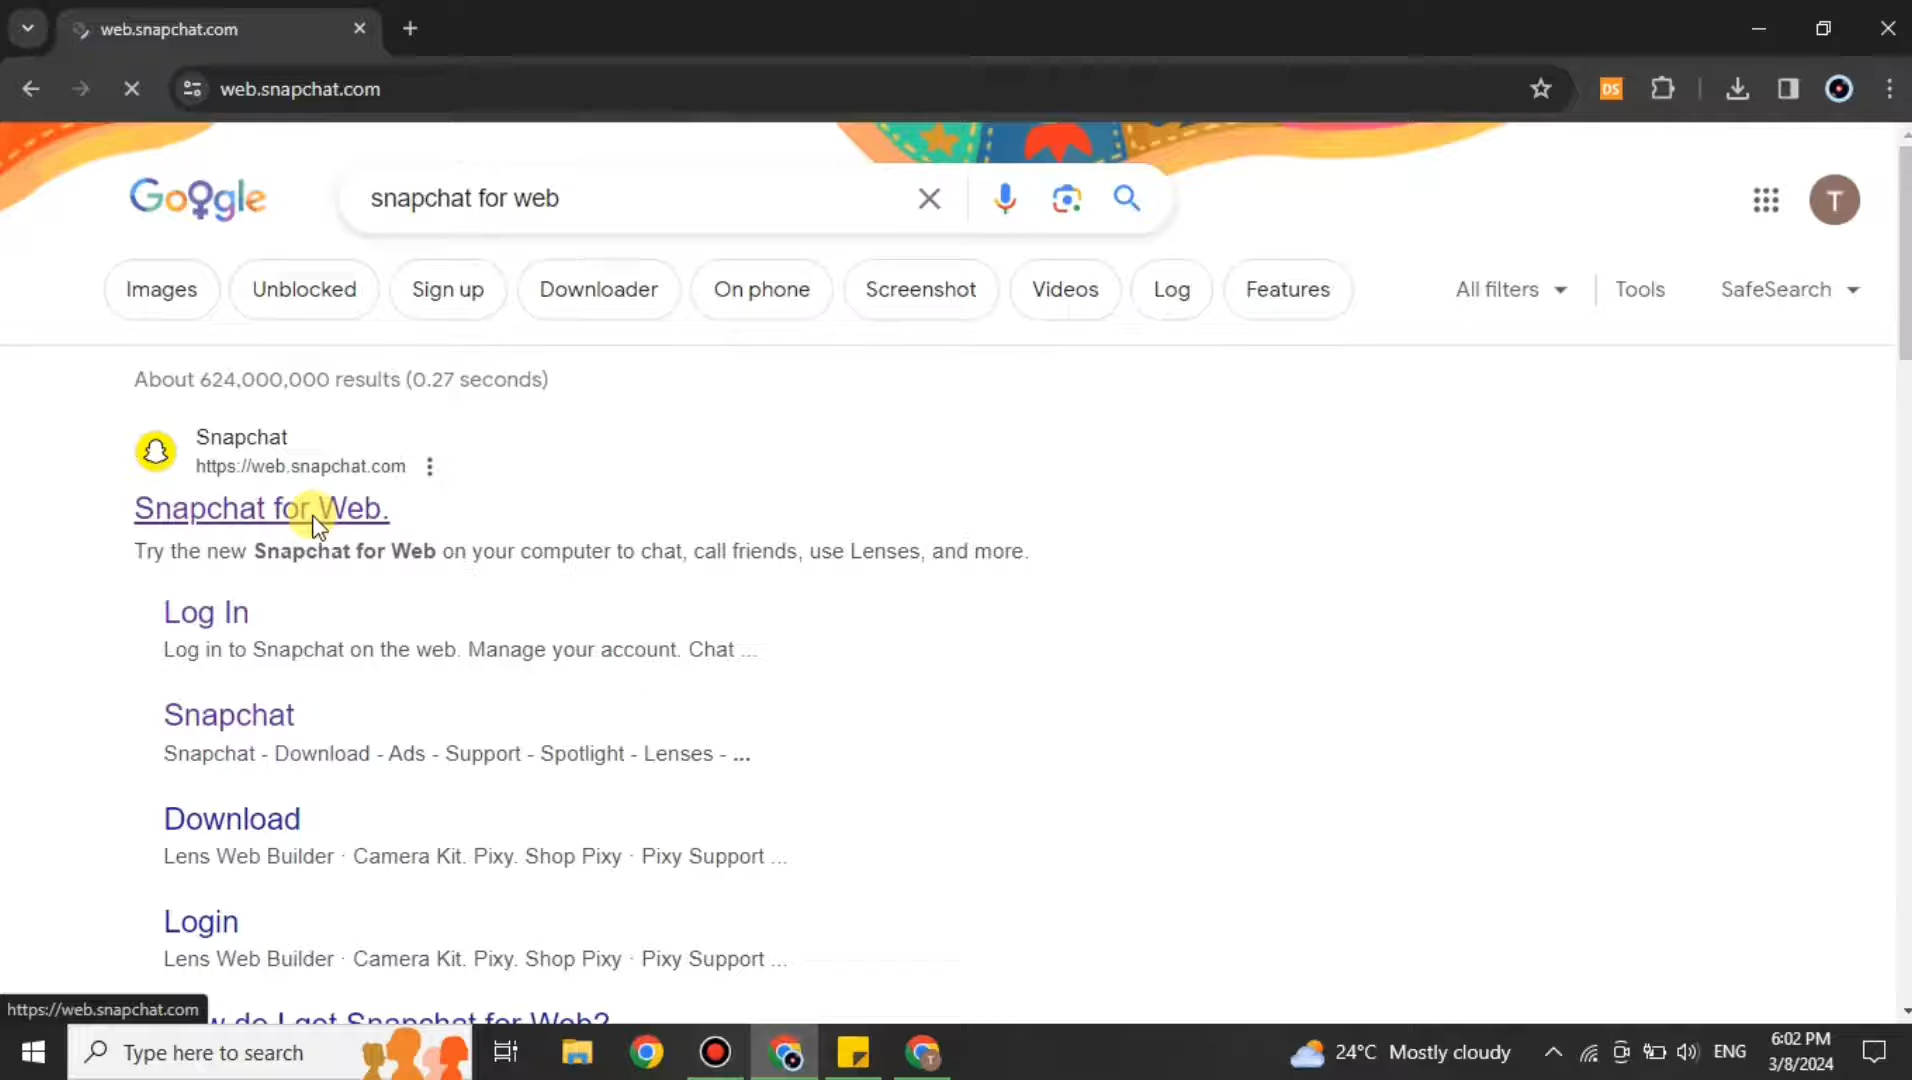 web.snapchat.com
web.snapchat.com
DS
Google
snapchat for web
T
Images
Unblocked
Sign up
Downloader
On phone
Screenshot
Videos
Log
Features
All filters
Tools
SafeSearch
About 624,000,000 results (0.27 seconds)
Snapchat
https://web.snapchat.com
Snapchat for Web.
Try the new Snapchat for Web on your computer to chat, call friends, use Lenses, and more.
Log In
Log in to Snapchat on the web. Manage your account. Chat ...
Snapchat
Snapchat - Download - Ads - Support - Spotlight - Lenses - ...
Download
Lens Web Builder · Camera Kit. Pixy. Shop Pixy · Pixy Support ...
Login
Lens Web Builder · Camera Kit. Pixy. Shop Pixy · Pixy Support ...
https://web.snapchat.com
w do I get Snapchat for Web?
Type here to search
T
24°C Mostly cloudy
ENG
6:02 PM
3/8/2024